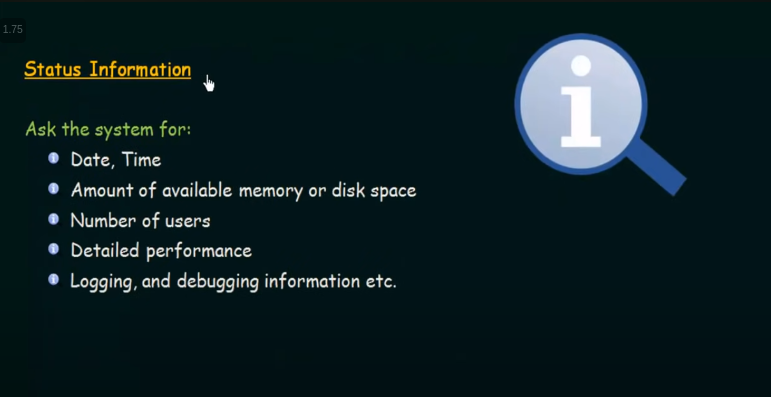 1.75
Status Information
Ask the system for:
Date, Time
Amount of available memory or disk space
Number of users
Detailed performance
Logging, and debugging information etc.